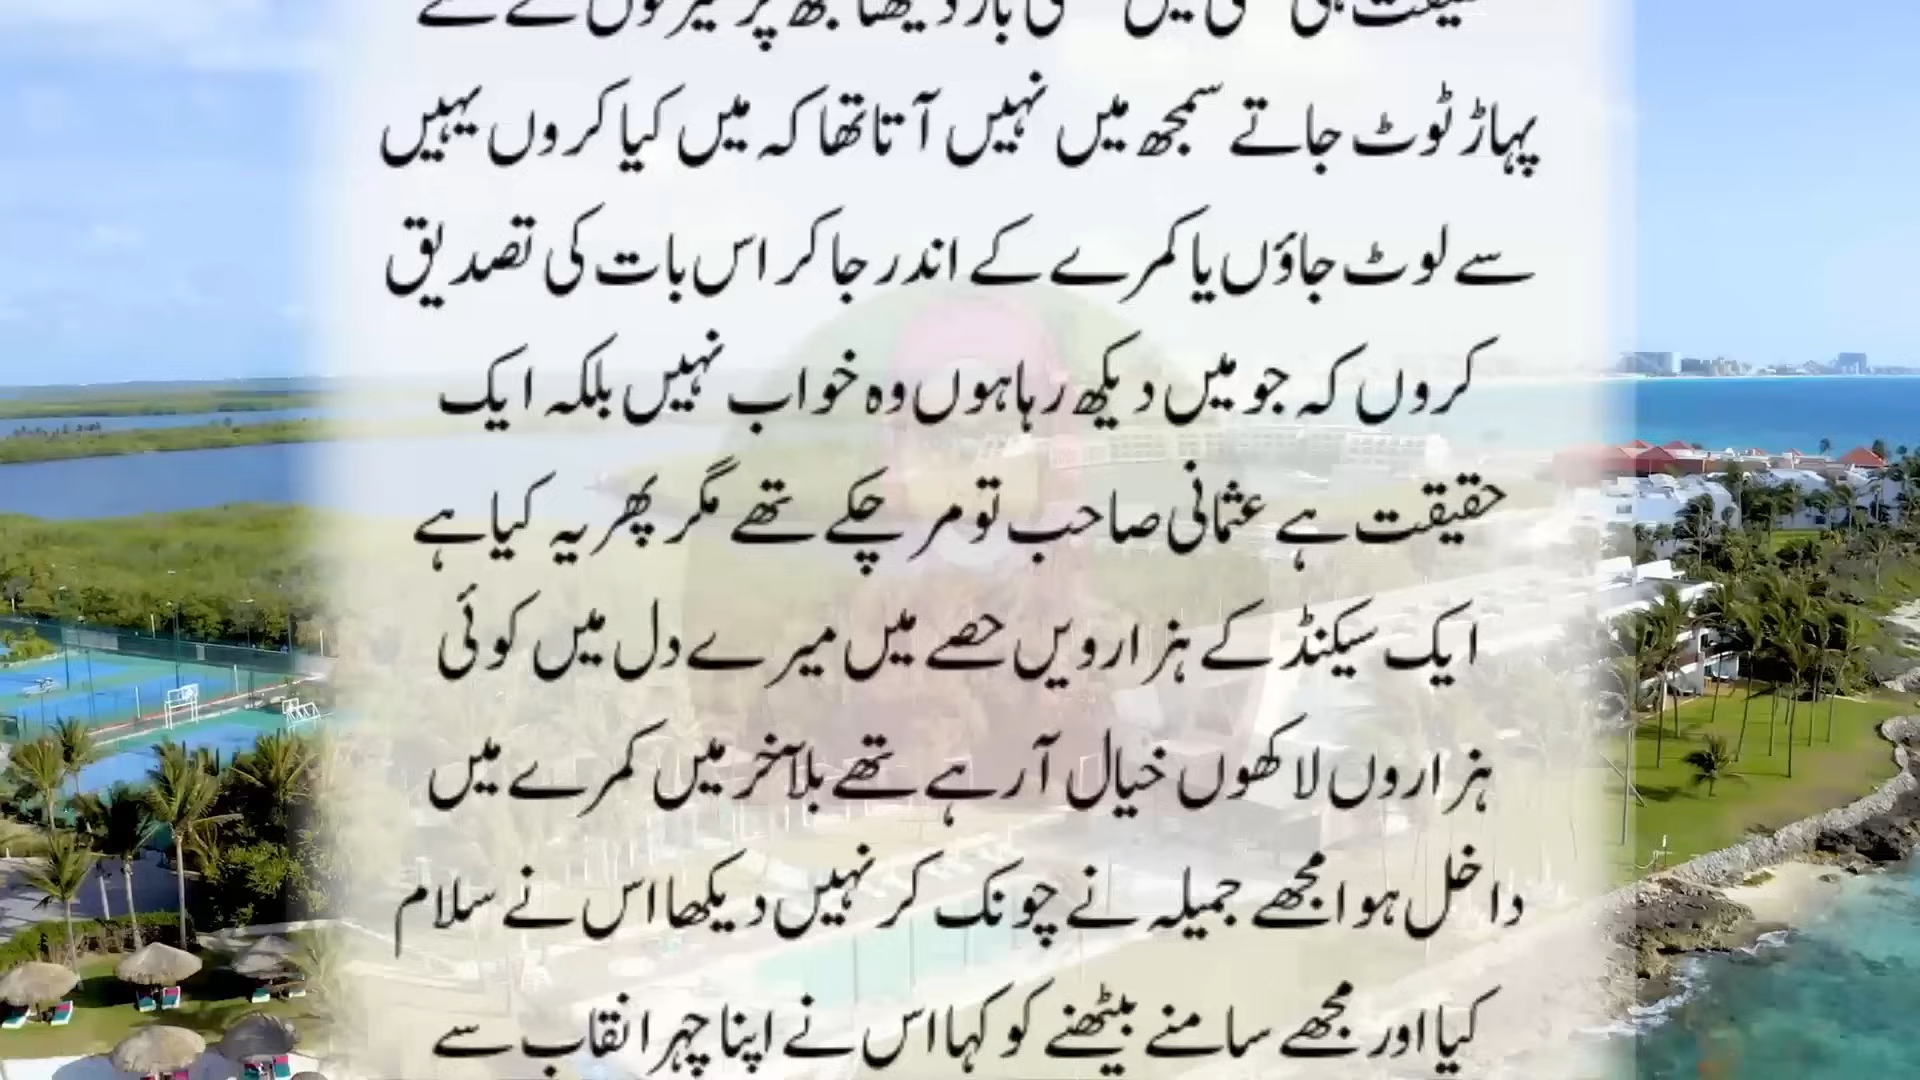 پہاڑ ٹوٹ جاتے سمجھ میں نہیں آتا تھا کہ میں کیا کروں یہیں
سے لوٹ جاؤں یا کمرے کے اندر جا کر اس بات کی تصدیق
کروں کہ جو میں دیکھ رہا ہوں وہ خواب نہیں بلکہ ایک
حقیقت ہے عثمانی صاحب تو مر چکے تھے مگر پھر یہ کیا ہے
ایک سیکنڈ کے ہزارویں حصے میں میرے دل میں کوئی
ہزاروں لاکھوں خیال آرہے تھے بلآخر میں کمرے میں
داخل ہوا مجھے جمیلہ نے چونک کر نہیں دیکھا اس نے سلام
کیا اور مجھے سامنے بیٹھنے کو کہا اس نے اپنا چہرا نقاب سے